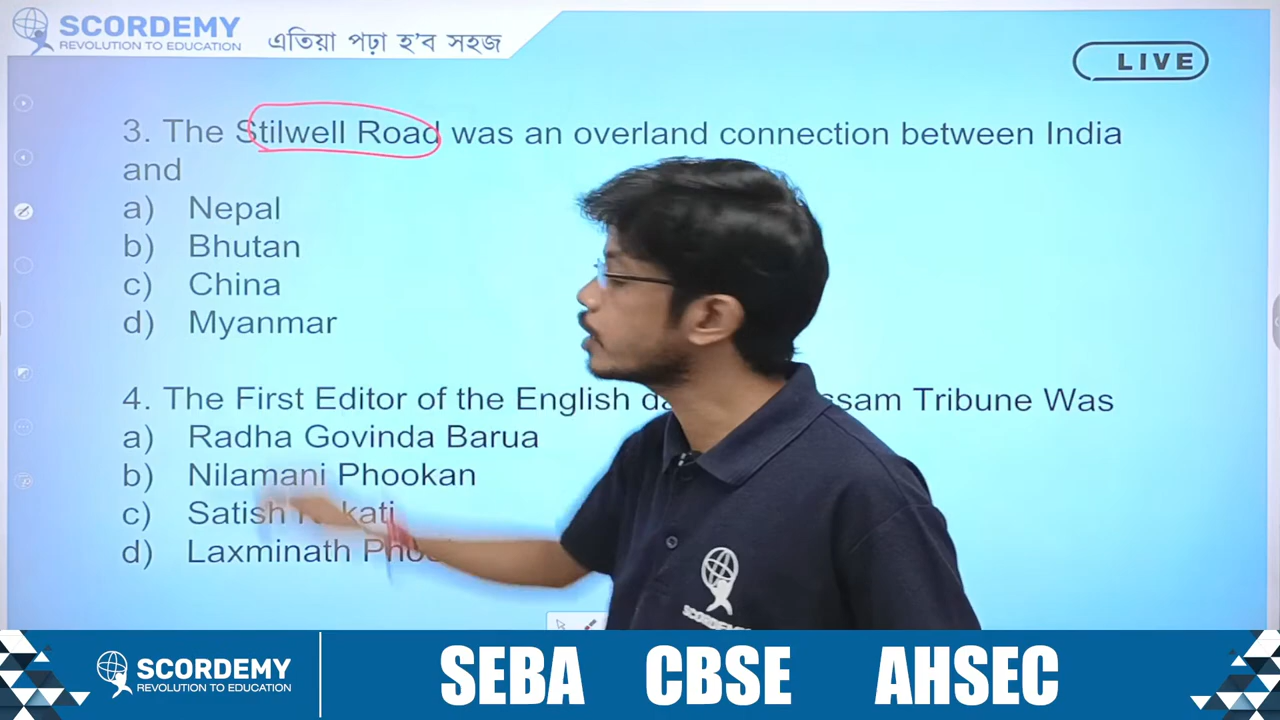 SCORDEMY
REVOLUTION TO EDUCATION
এতিয়া পঢ়া হ'ব সহজ
LIVE
3. The Stilwell Road was an overland connection between India
and
a) Nepal
b) Bhutan
c) China
d) Myanmar
4. The First Editor of the English Tribune Was
a) Radha Govinda Barua
b) Nilamani Phookan
c) Satish
d) Laxminath
SCORDEMY
SCORDEMY
REVOLUTION TO EDUCATION
SEBA CBSE AHSEC